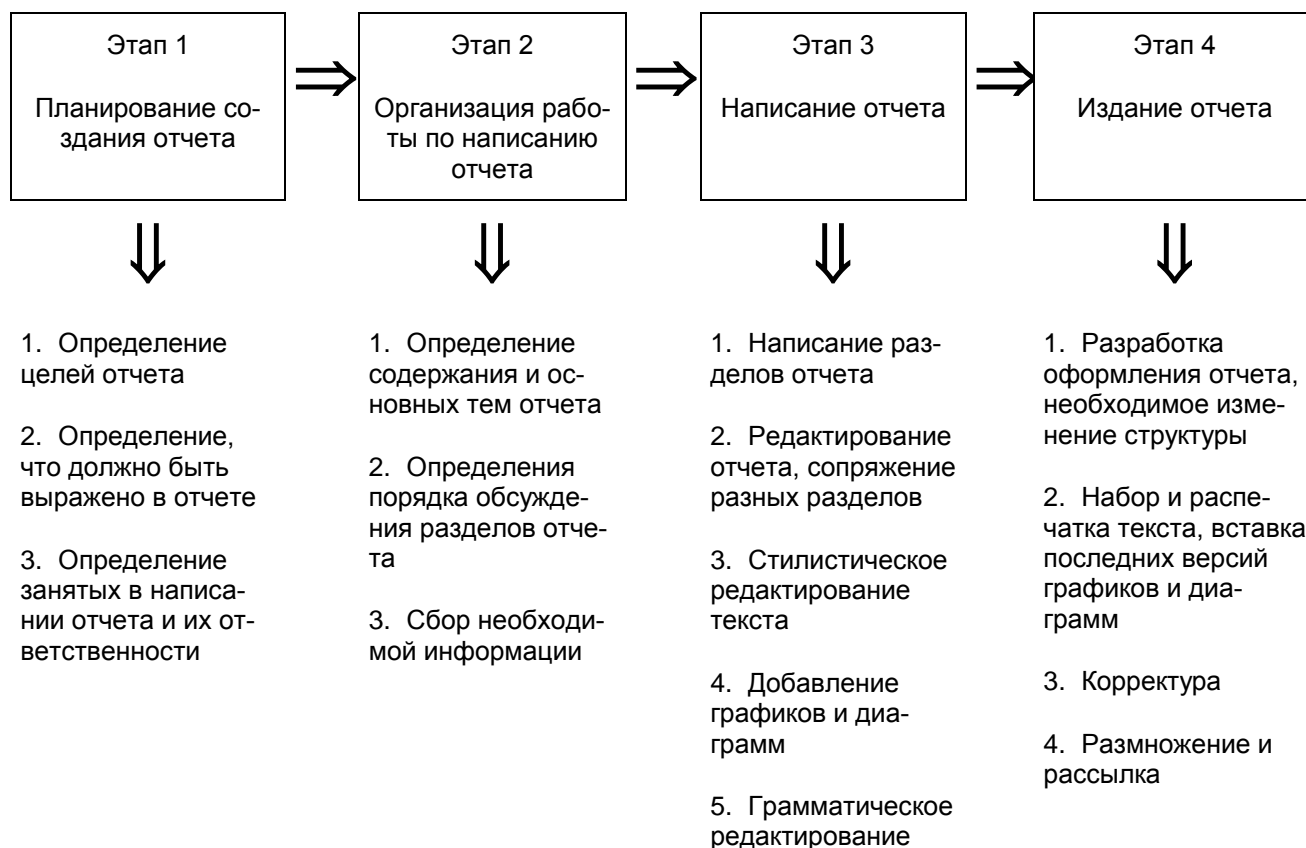 Этап 1
Планирование со-
здания отчета
Этап 2
Организация рабо-
ты по написанию
отчета
Этап 3
Написание отчета
Этап 4
Издание отчета
1. Определение
целей отчета
2. Определение,
что должно быть
выражено в отчете
3. Определение
занятых в написа-
нии отчета и их от-
ветственности
1. Определение
содержания и ос-
новных тем отчета
2. Определения
порядка обсужде-
ния разделов отче-
та
3. Сбор необходи-
мой информации
1. Написание раз-
делов отчета
2. Редактирование
отчета, сопряжение
разных разделов
3. Стилистическое
редактирование
текста
4. Добавление
графиков и диа-
грамм
5. Грамматическое
редактирование
1. Разработка
оформления отчета,
необходимое изме-
нение структуры
2. Набор и распе-
чатка текста, вставка
последних версий
графиков и диа-
грамм
3. Корректура
4. Размножение и
рассылка